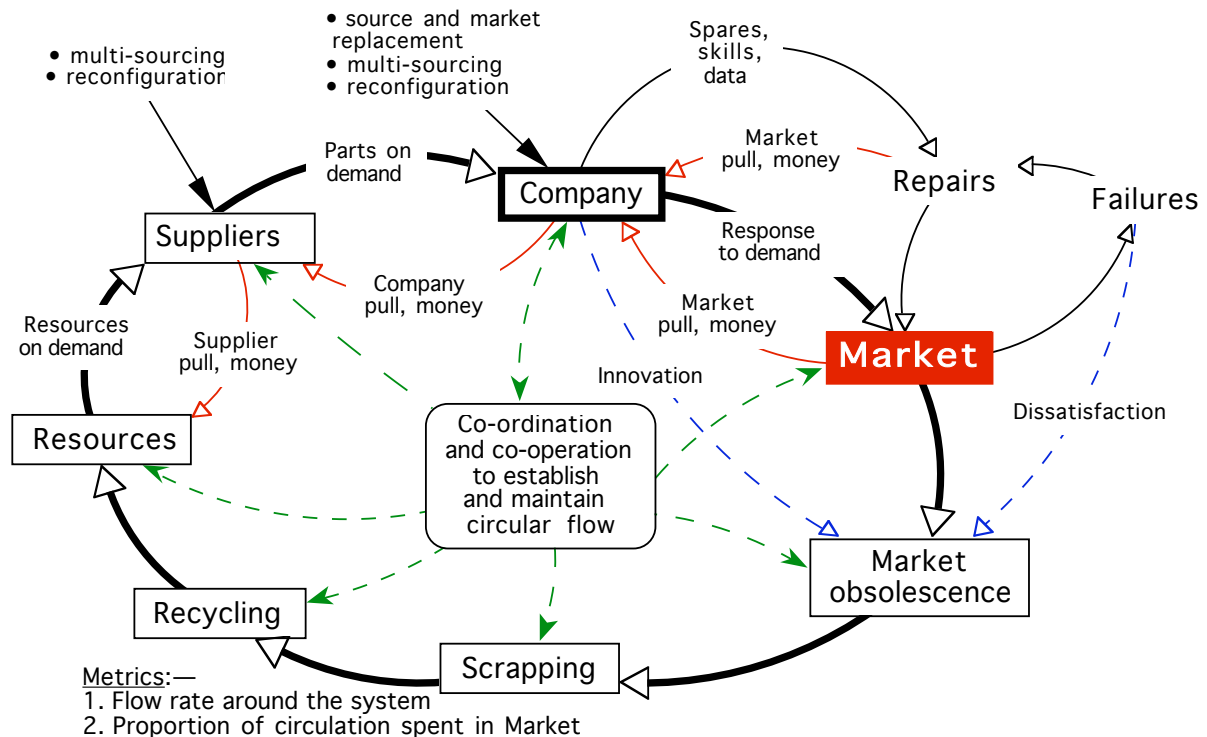 • multi-sourcing
• reconfiguration
• source and market
replacement
• multi-sourcing
• reconfiguration
Spares,
skills,
data
Parts on
demand
Company
Market
pull, money
Repairs
Failures
Suppliers
Response
to demand
Company
pull, money
Market
pull, money
Resources
on demand
Supplier
pull, money
Market
Innovation
Dissatisfaction
Resources
Co-ordination
and co-operation
to establish
and maintain
circular flow
Market
obsolescence
Recycling
Scrapping
Metrics:—
1. Flow rate around the system
2. Proportion of circulation spent in Market